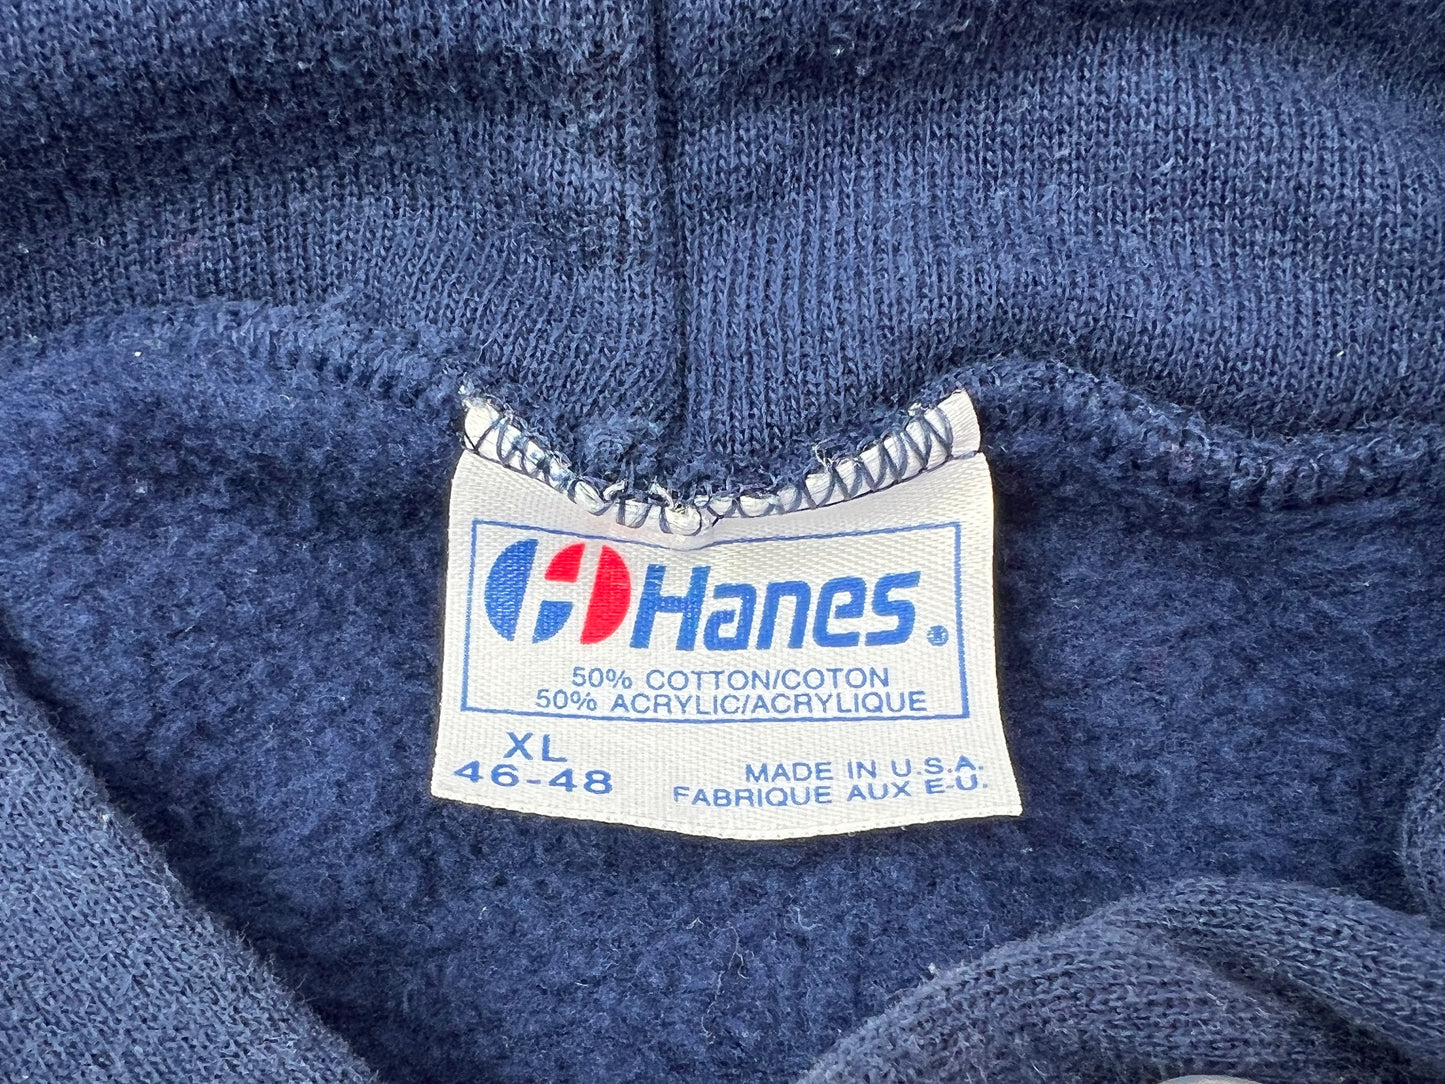 Hanes®
50% COTTON/COTON
50% ACRYLIC/ACRYLIQUE
XL
46-48
MADE IN U.S.A.
FABRIQUE AUX E-U.